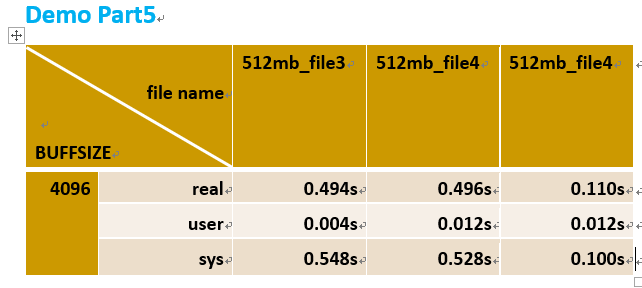 Demo Part5
512mb_file3 512mb_file4 512mb_file4
file name
BUFFSIZE
4096 real 0.494s 0.496s 0.110s
user 0.004s 0.012s 0.012s
sys 0.548s 0.528s 0.100s